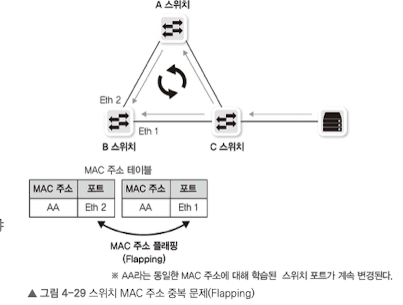 A 스위치
Eth 2
Eth 1
B 스위치
C 스위치
MAC 주소 테이블
MAC 주소 포트 MAC 주소 포트
AA Eth 2 AA Eth 1
MAC 주소 플래핑
(Flapping)
※ AA라는 동일한 MAC 주소에 대해 학습된 스위치 포트가 계속 변경된다.
▲ 그림 4-29 스위치 MAC 주소 중복 문제(Flapping)